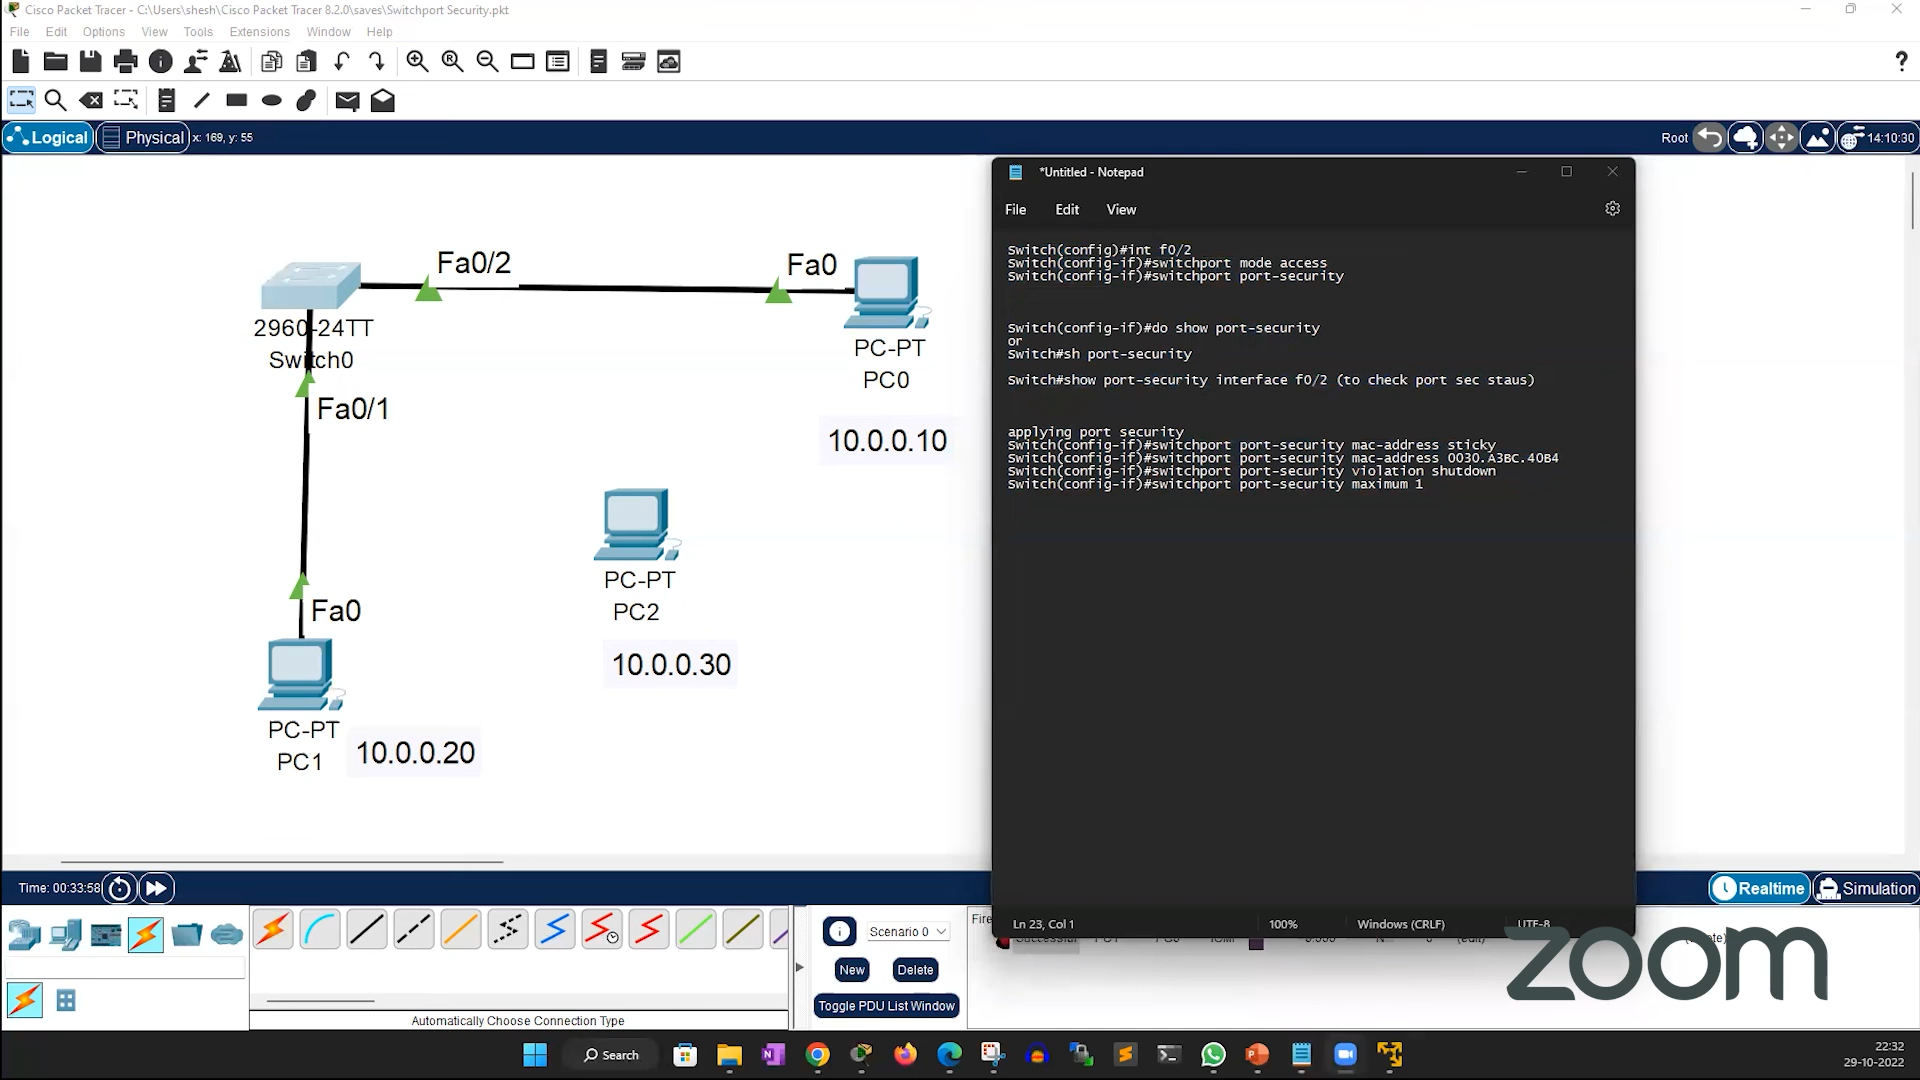 Cisco Packet Tracer - C:\Users\shesh\Cisco Packet Tracer 8.2.0\saves\Switchport Security.pkt
File Edit Options View Tools Extensions Window Help
Logical Physical x: 169, y: 55 Root 14:10:30
*Untitled - Notepad
File Edit View
Switch(config)#int f0/2
Switch(config-if)#switchport mode access
Switch(config-if)#switchport port-security
Switch(config-if)#do show port-security
or
Switch#sh port-security
Switch#show port-security interface f0/2 (to check port sec staus)
applying port security
Switch(config-if)#switchport port-security mac-address sticky
Switch(config-if)#switchport port-security mac-address 0030.A3BC.40B4
Switch(config-if)#switchport port-security violation shutdown
Switch(config-if)#switchport port-security maximum 1
Ln 23, Col 1 100% Windows (CRLF) UTF-8
Fa0/2
Fa0
2960-24TT
Switch0
PC-PT
PC0
Fa0/1
10.0.0.10
PC-PT
PC2
Fa0
10.0.0.30
PC-PT
PC1
10.0.0.20
Time: 00:33:58 Realtime Simulation
Scenario 0
Fire
New Delete
Successful
Toggle PDU List Window
Automatically Choose Connection Type
zoom
Search
22:32
29-10-2022